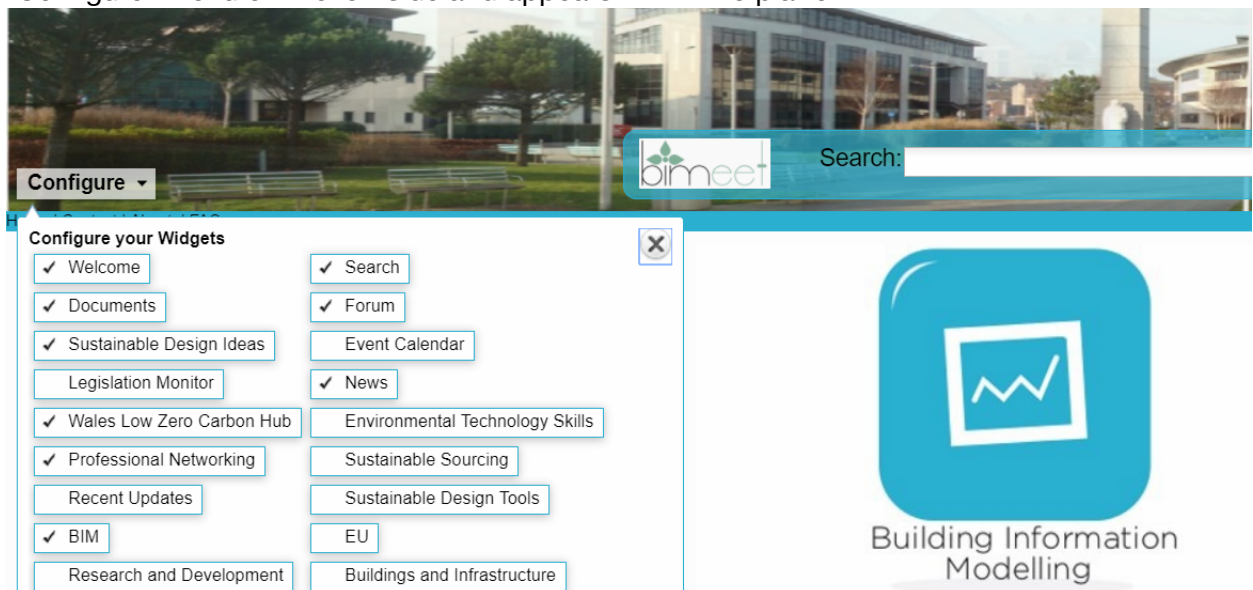 bimeet
Search:
Configure
Configure your Widgets
✓ Welcome
✓ Search
✓ Documents
✓ Forum
✓ Sustainable Design Ideas
Event Calendar
Legislation Monitor
✓ News
✓ Wales Low Zero Carbon Hub
Environmental Technology Skills
✓ Professional Networking
Sustainable Sourcing
Recent Updates
Sustainable Design Tools
✓ BIM
EU
Research and Development
Buildings and Infrastructure
Building Information
Modelling